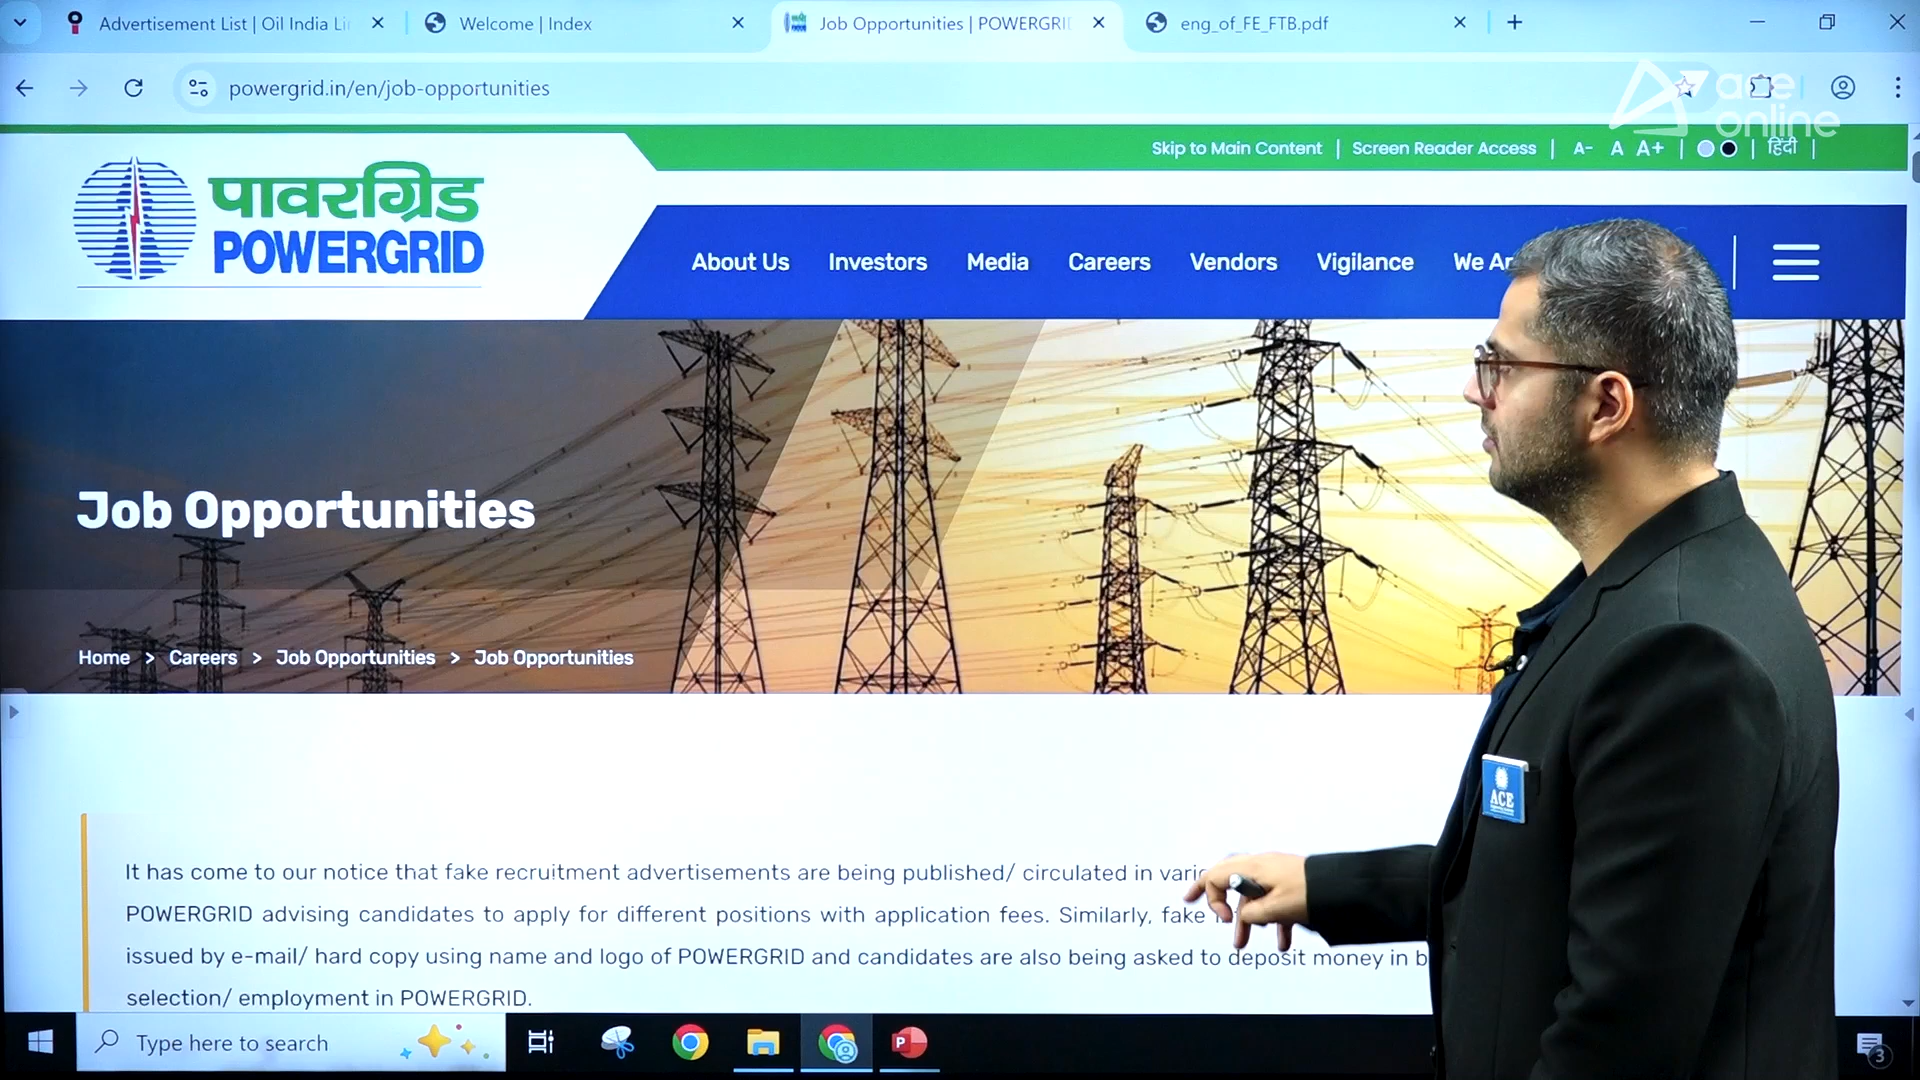 Advertisement List | Oil India Li
Welcome | Index
Job Opportunities | POWERGRI
eng_of_FE_FTB.pdf
powergrid.in/en/job-opportunities
ace
online
Skip to Main Content | Screen Reader Access | A- A A+ | | हिंदी |
पावरग्रिड
POWERGRID
About Us Investors Media Careers Vendors Vigilance We Ar
Job Opportunities
Home > Careers > Job Opportunities > Job Opportunities
It has come to our notice that fake recruitment advertisements are being published/ circulated in vario
POWERGRID advising candidates to apply for different positions with application fees. Similarly, fake
issued by e-mail/ hard copy using name and logo of POWERGRID and candidates are also being asked to deposit money in b
selection/ employment in POWERGRID.
ACE
Type here to search
P
3